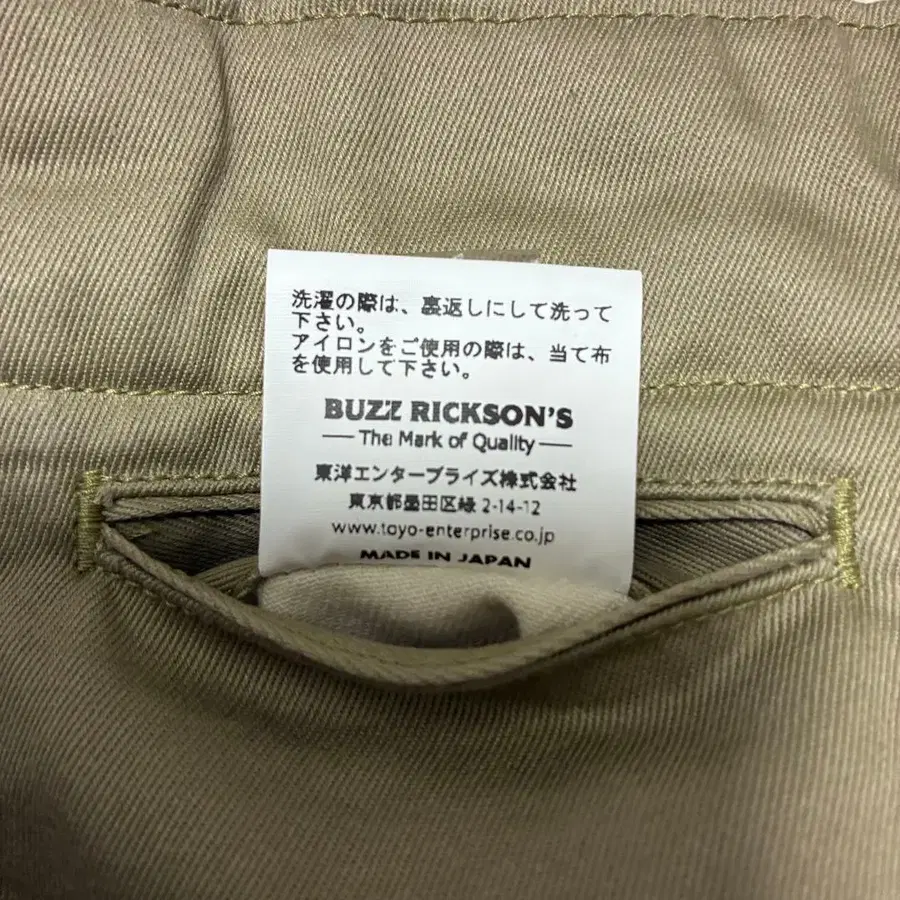 洗濯の際は、裏返しにして洗って
下さい。
アイロンをご使用の際は、当て布
を使用して下さい。
BUZZ RICKSON'S
The Mark of Quality
東洋エンタープライズ株式会社
東京都墨田区緑 2-14-12
www.toyo-enterprise.co.jp
MADE IN JAPAN